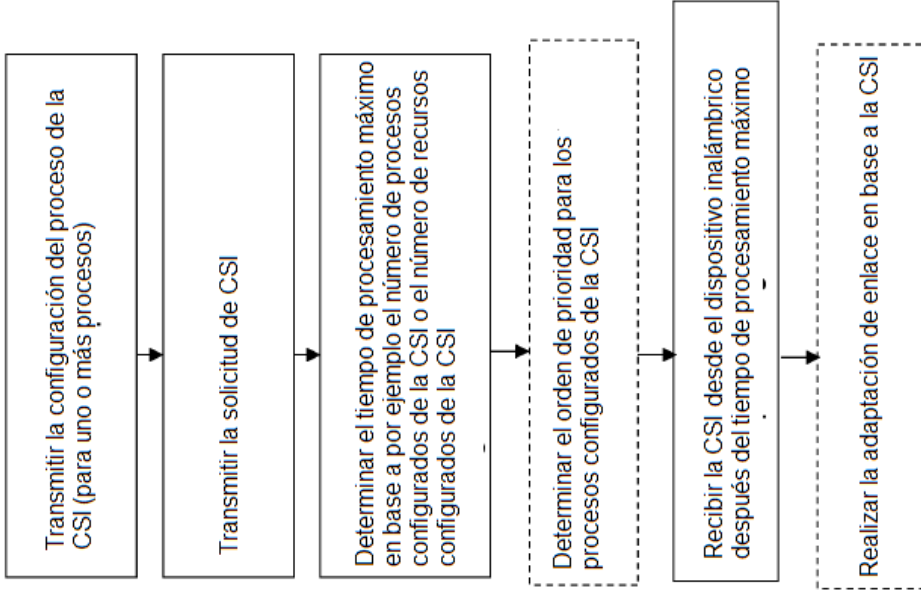 Transmitir la configuración del proceso de la
CSI (para uno o más procesos)
Transmitir la solicitud de CSI
Determinar el tiempo de procesamiento máximo
en base a por ejemplo el número de procesos
configurados de la CSI o el número de recursos
configurados de la CSI
Determinar el orden de prioridad para los
procesos configurados de la CSI
Recibir la CSI desde el dispositivo inalámbrico
después del tiempo de procesamiento máximo
Realizar la adaptación de enlace en base a la CSI